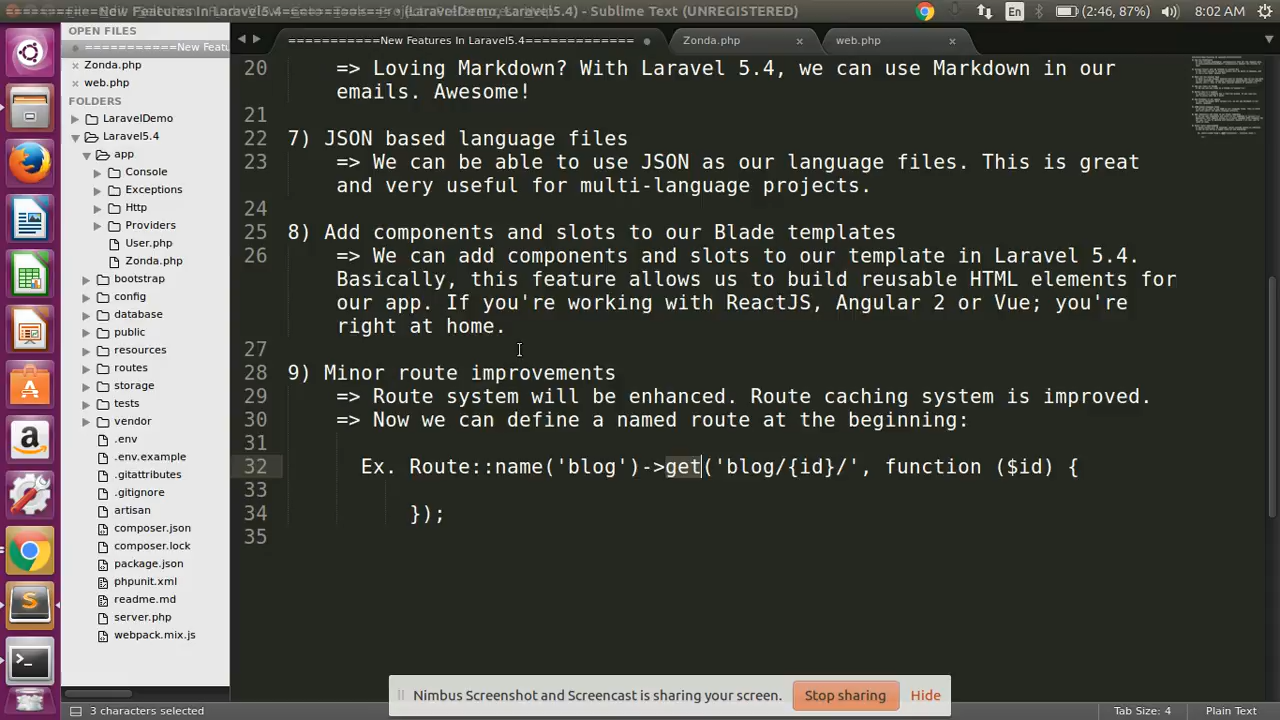 ===========New Features In Laravel5.4=
(LaravelDemo, Laravel5.4) - Sublime Text (UNREGISTERED)
En
(2:46, 87%)
8:02 AM
OPEN FILES
===========New Featu
× Zonda.php
× web.php
FOLDERS
LaravelDemo
Laravel5.4
app
Console
Exceptions
Http
Providers
User.php
Zonda.php
bootstrap
config
database
public
resources
routes
storage
tests
vendor
.env
.env.example
.gitattributes
.gitignore
artisan
composer.json
composer.lock
package.json
phpunit.xml
readme.md
server.php
webpack.mix.js
===========New Features In Laravel5.4==============
Zonda.php ×
web.php ×
20 => Loving Markdown? With Laravel 5.4, we can use Markdown in our
emails. Awesome!
21
22 7) JSON based language files
23 => We can be able to use JSON as our language files. This is great
and very useful for multi-language projects.
24
25 8) Add components and slots to our Blade templates
26 => We can add components and slots to our template in Laravel 5.4.
Basically, this feature allows us to build reusable HTML elements for
our app. If you're working with ReactJS, Angular 2 or Vue; you're
right at home.
27
28 9) Minor route improvements
29 => Route system will be enhanced. Route caching system is improved.
30 => Now we can define a named route at the beginning:
31
32 Ex. Route::name('blog')->get('blog/{id}/', function ($id) {
33
34 });
35
Nimbus Screenshot and Screencast is sharing your screen.
Stop sharing
Hide
3 characters selected
Tab Size: 4
Plain Text